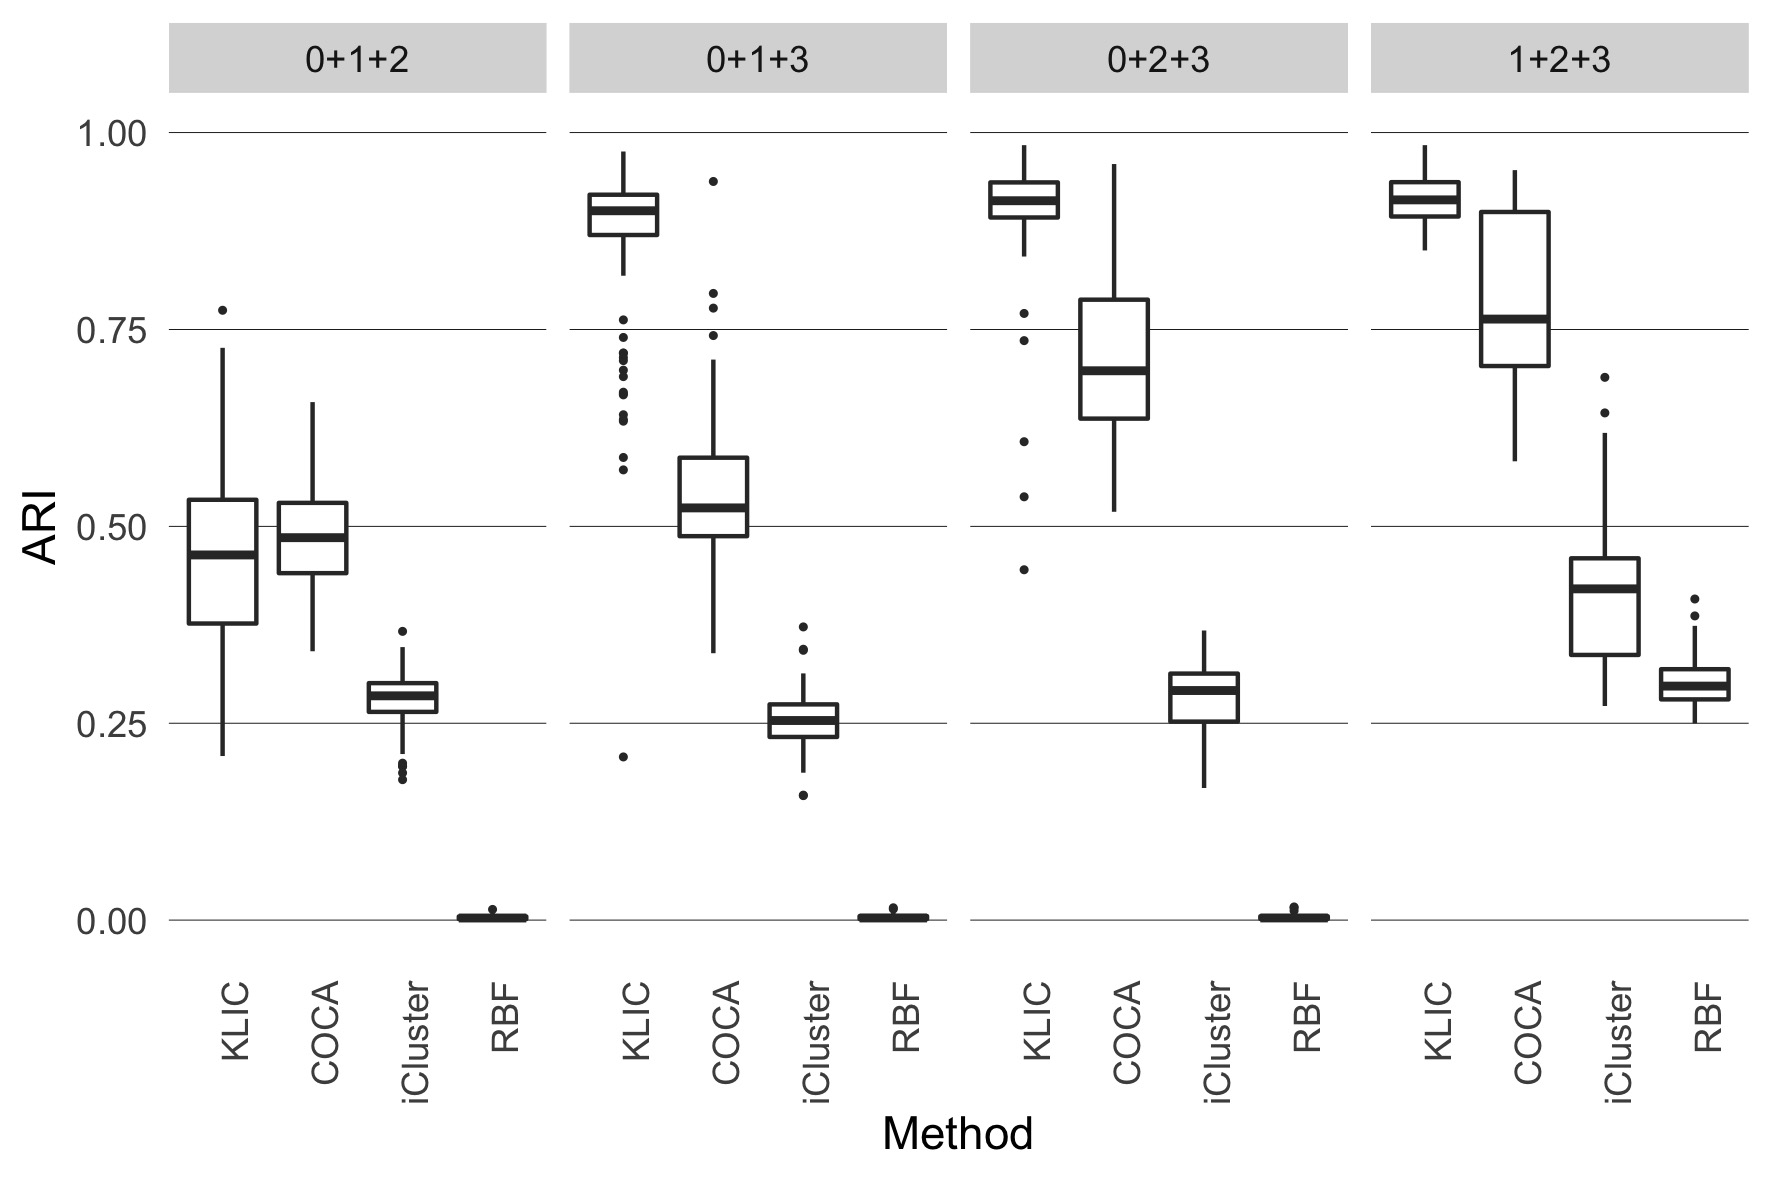 0+1+2 0+1+3 0+2+3 1+2+3
1.00
0.75
0.50
0.25
0.00
ARI
KLIC COCA iCluster RBF KLIC COCA iCluster RBF KLIC COCA iCluster RBF KLIC COCA iCluster RBF
Method